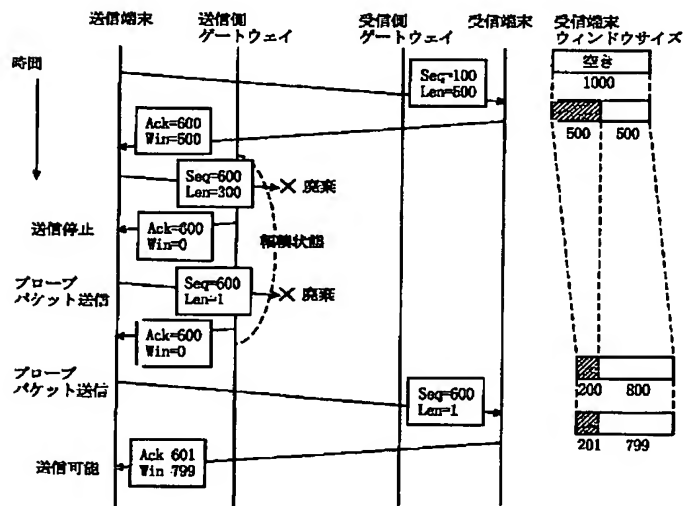 送信端末
送信側
ゲートウェイ
受信側
ゲートウェイ
受信端末
受信端末
ウィンドウサイズ
時間
空き
1000
Seq=100
Len=500
500 500
Ack=600
Win=500
Seq=600
Len=300
廃棄
送信停止
Ack=600
Win=0
輻輳状態
プローブ
パケット送信
Seq=600
Len=1
廃棄
Ack=600
Win=0
プローブ
パケット送信
200 800
Seq=600
Len=1
201 799
送信可能
Ack 601
Win 799